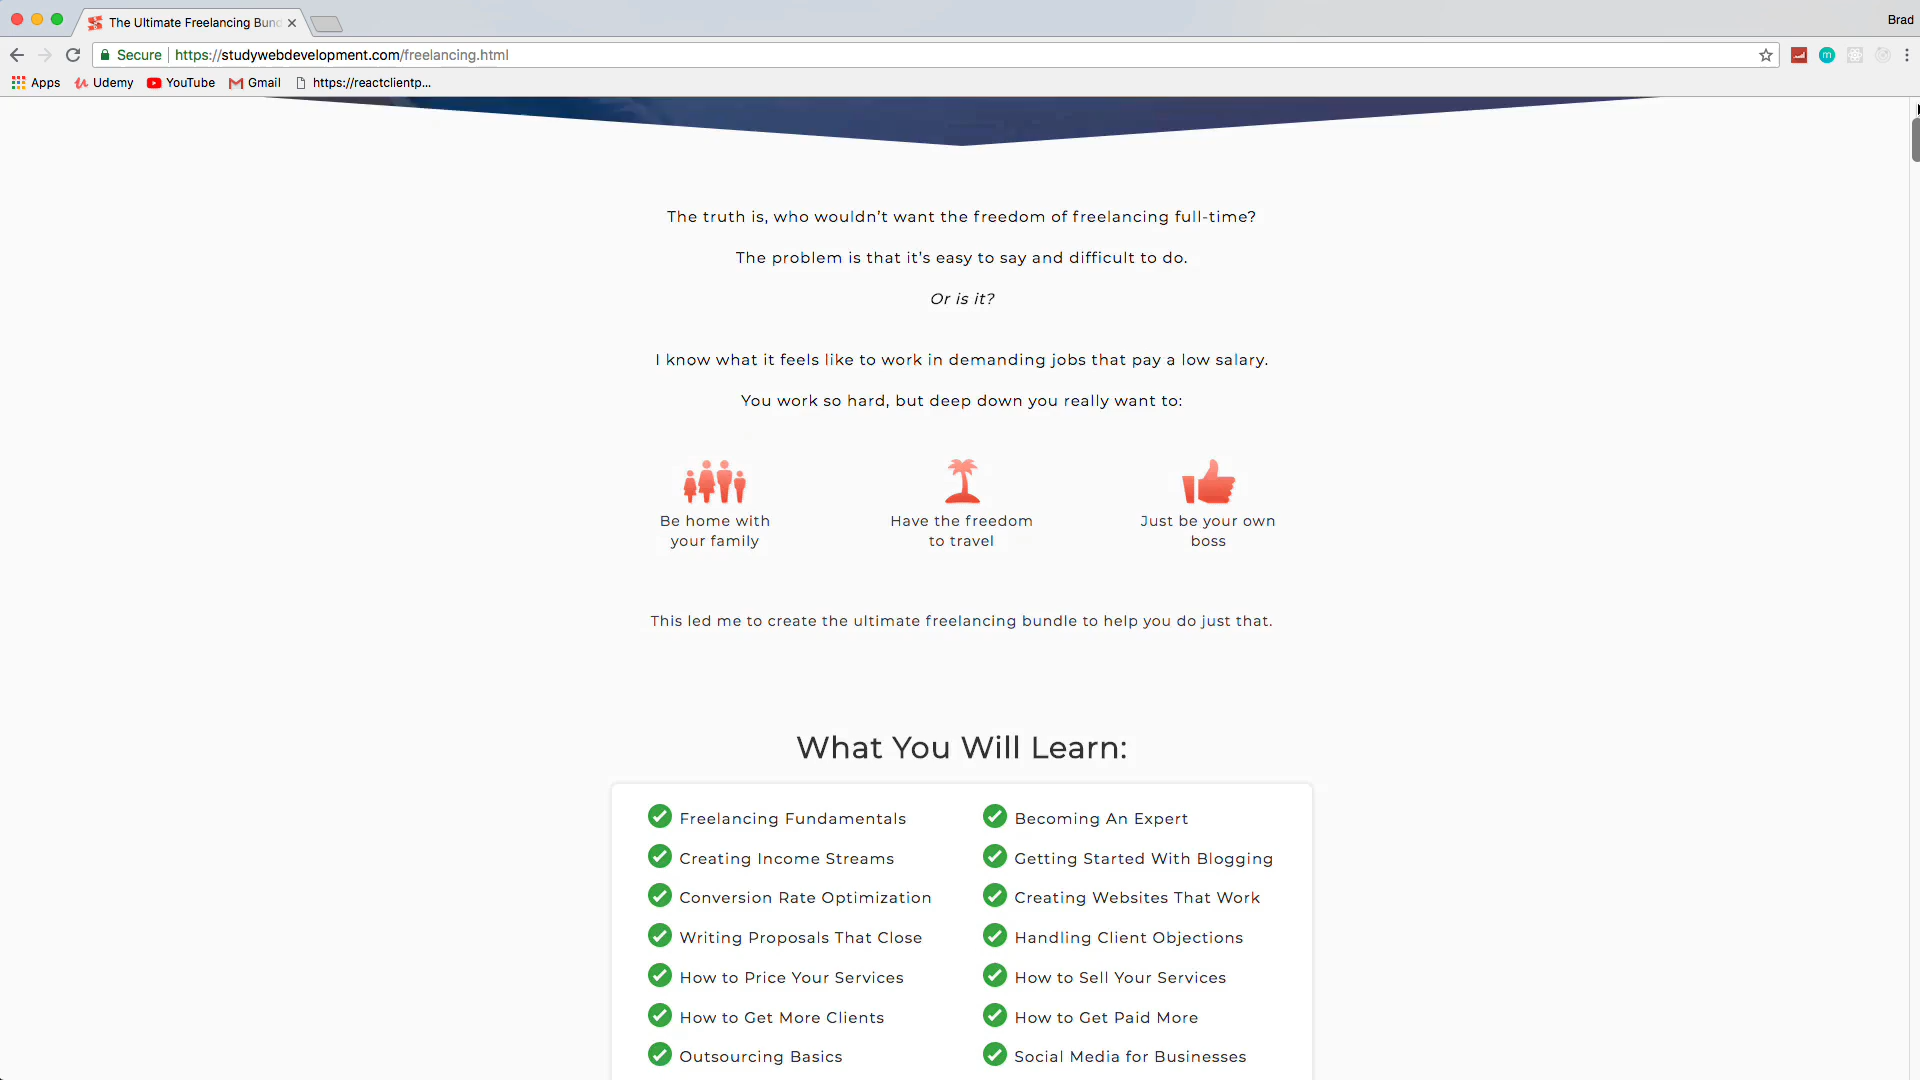 The Ultimate Freelancing Bund
Brad
Secure
https://studywebdevelopment.com/freelancing.html
Apps
Udemy
YouTube
Gmail
https://reactclientp...
The truth is, who wouldn’t want the freedom of freelancing full-time?
The problem is that it’s easy to say and difficult to do.
Or is it?
I know what it feels like to work in demanding jobs that pay a low salary.
You work so hard, but deep down you really want to:
Be home with
your family
Have the freedom
to travel
Just be your own
boss
This led me to create the ultimate freelancing bundle to help you do just that.
What You Will Learn:
Freelancing Fundamentals
Becoming An Expert
Creating Income Streams
Getting Started With Blogging
Conversion Rate Optimization
Creating Websites That Work
Writing Proposals That Close
Handling Client Objections
How to Price Your Services
How to Sell Your Services
How to Get More Clients
How to Get Paid More
Outsourcing Basics
Social Media for Businesses